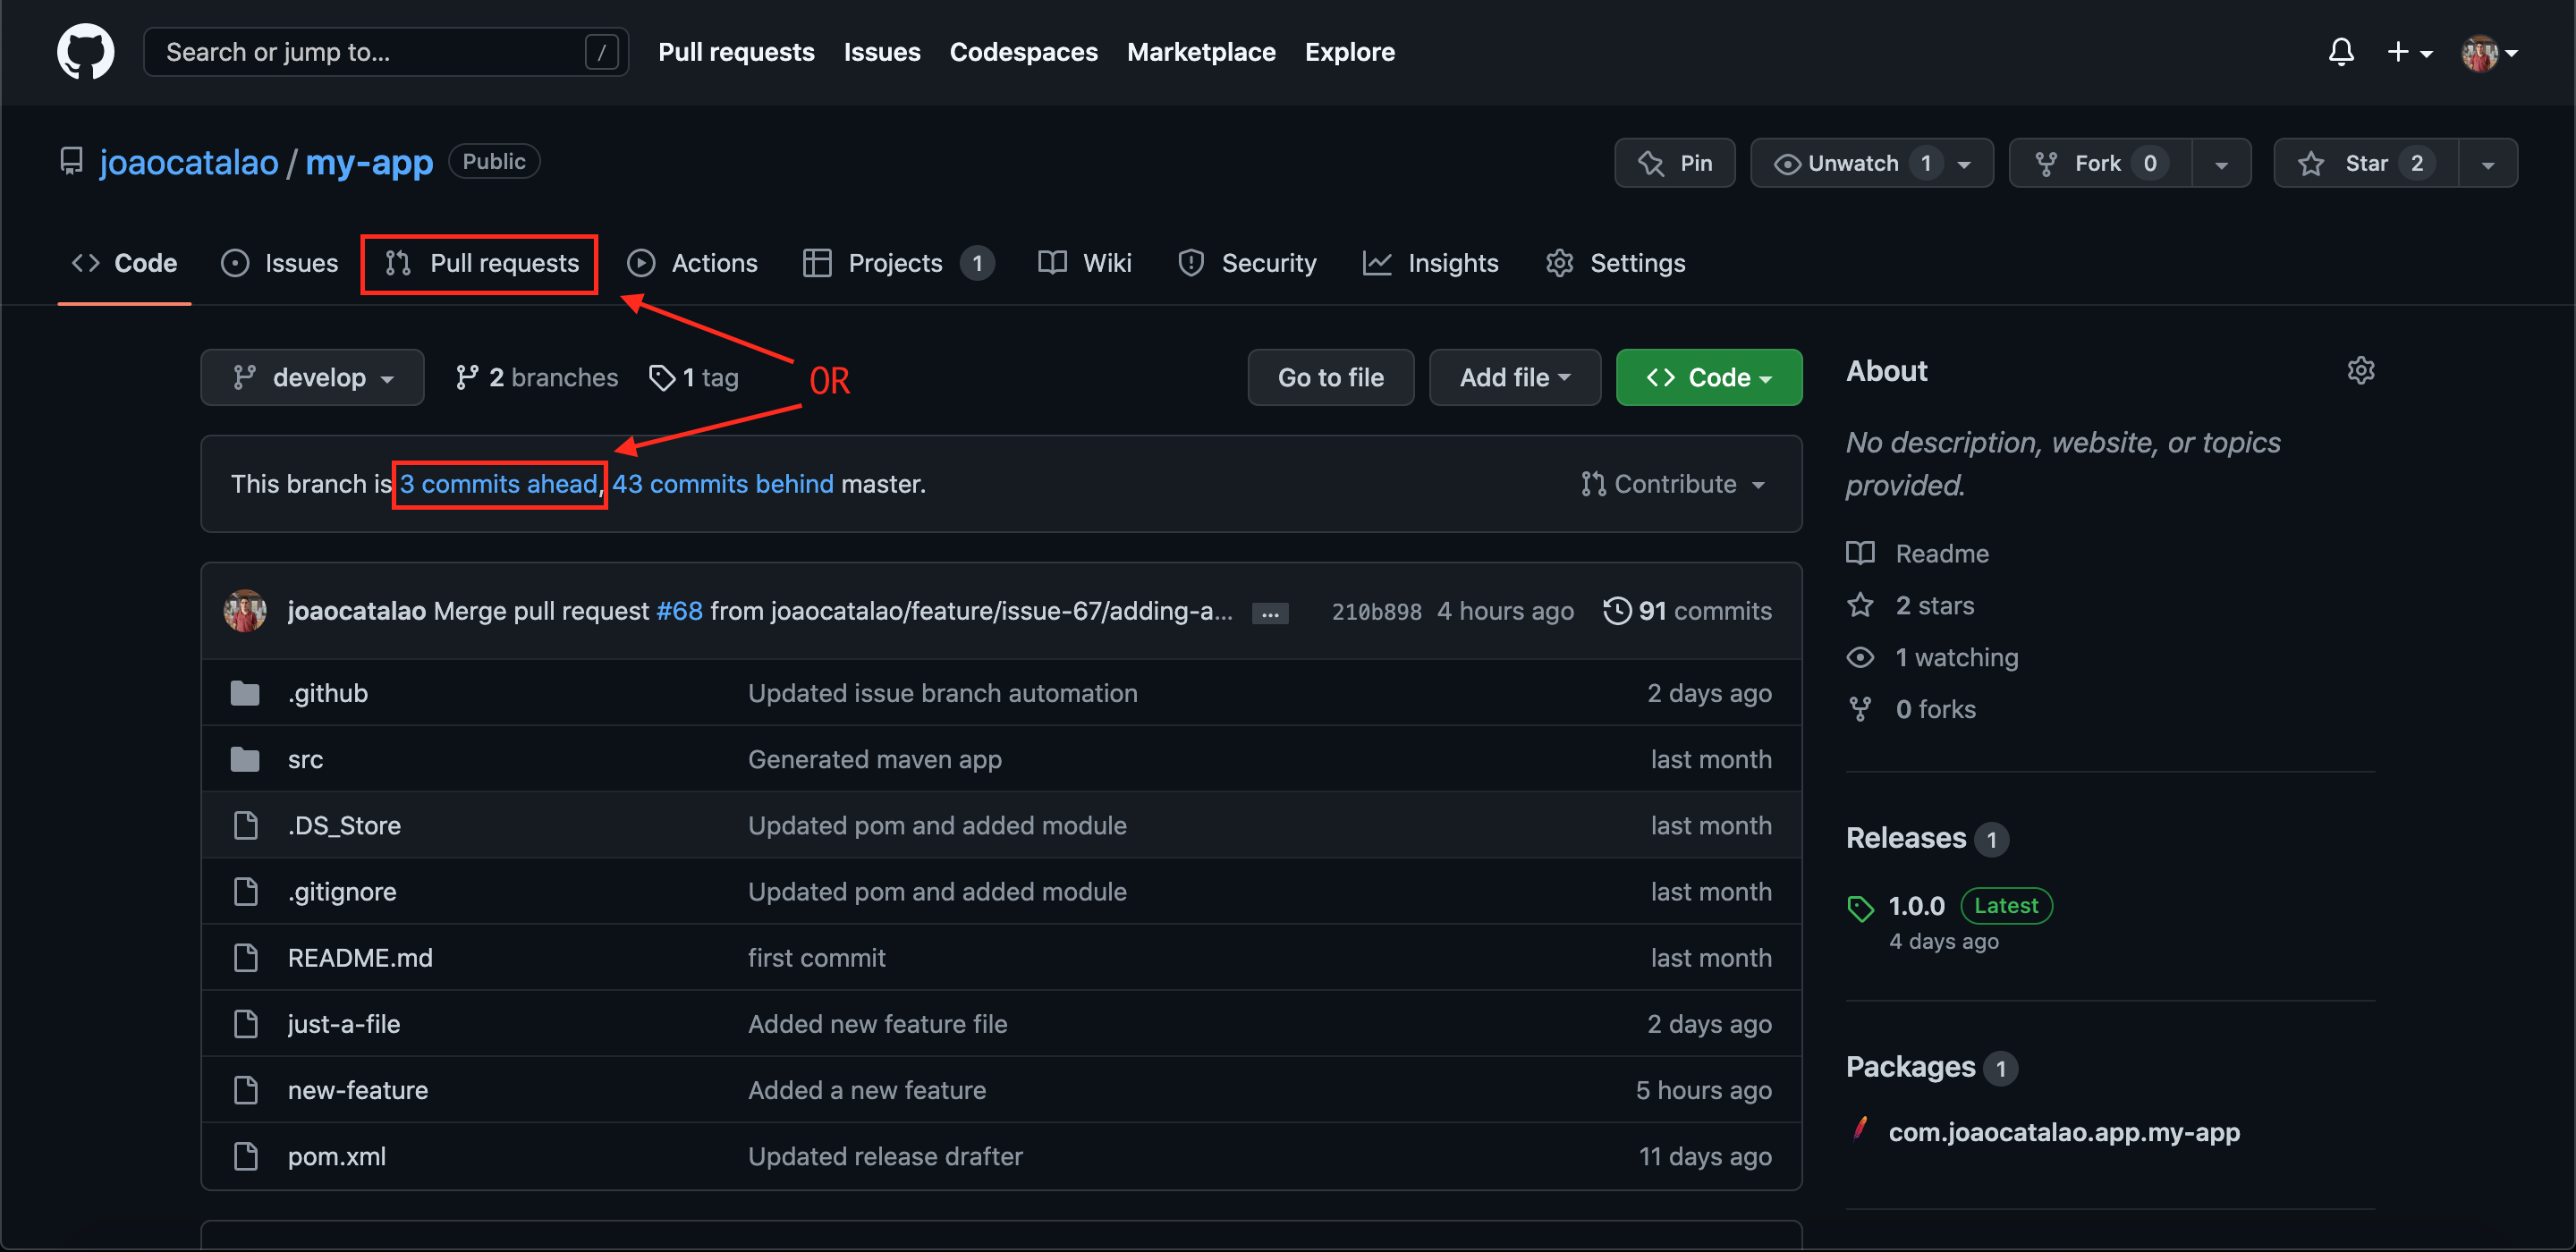 Search or jump to... / Pull requests Issues Codespaces Marketplace Explore
joaocatalao / my-app Public Pin Unwatch 1 Fork 0 Star 2
Code Issues Pull requests Actions Projects 1 Wiki Security Insights Settings
develop 2 branches 1 tag OR Go to file Add file Code
This branch is 3 commits ahead, 43 commits behind master. Contribute
joaocatalao Merge pull request #68 from joaocatalao/feature/issue-67/adding-a... ... 210b898 4 hours ago 91 commits
.github Updated issue branch automation 2 days ago
src Generated maven app last month
.DS_Store Updated pom and added module last month
.gitignore Updated pom and added module last month
README.md first commit last month
just-a-file Added new feature file 2 days ago
new-feature Added a new feature 5 hours ago
pom.xml Updated release drafter 11 days ago
About
No description, website, or topics
provided.
Readme
2 stars
1 watching
0 forks
Releases 1
1.0.0 Latest
4 days ago
Packages 1
com.joaocatalao.app.my-app